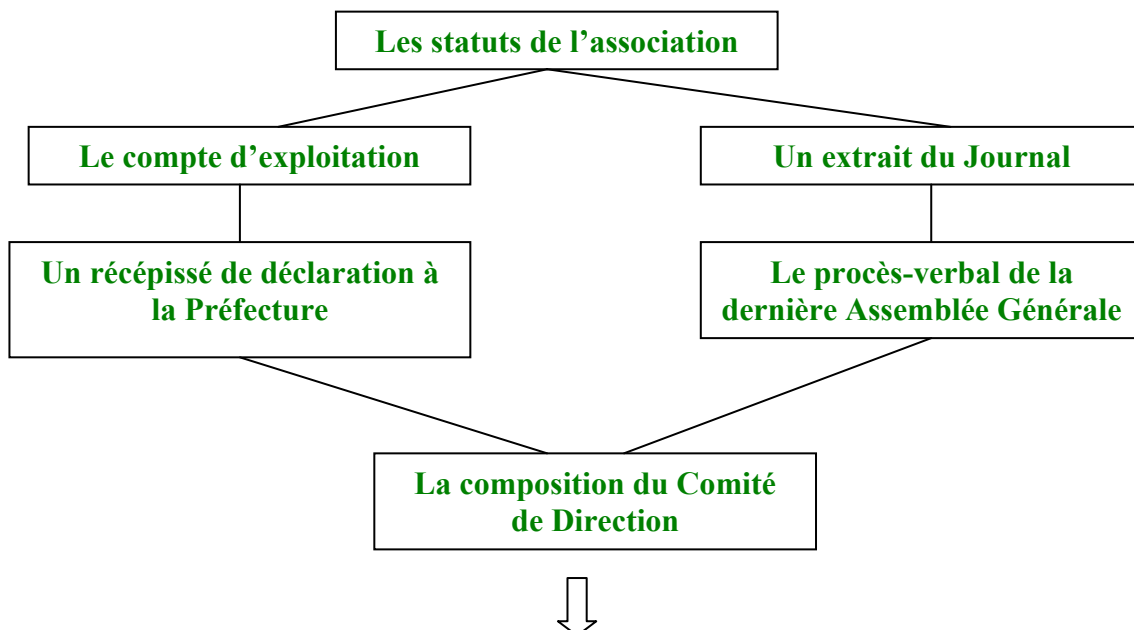 Les statuts de l’association
Le compte d’exploitation
Un extrait du Journal
Un récépissé de déclaration à
la Préfecture
Le procès-verbal de la
dernière Assemblée Générale
La composition du Comité
de Direction